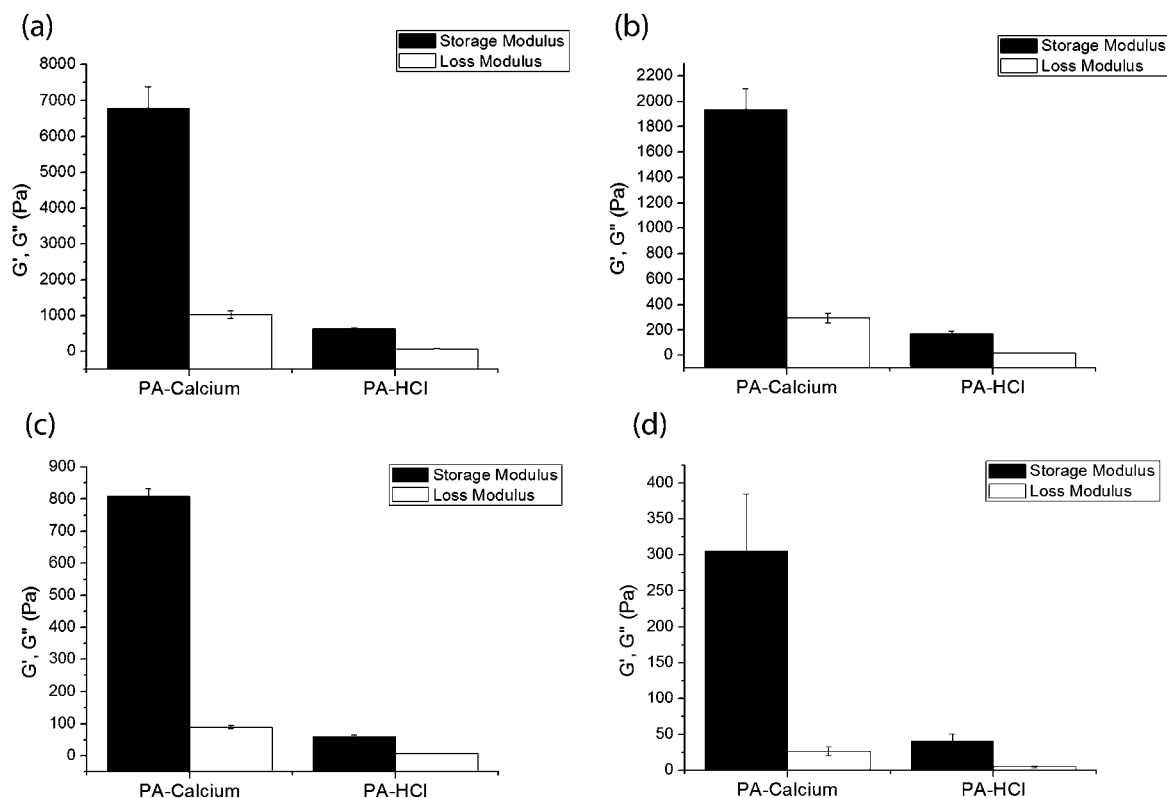 (a)
Storage Modulus
Loss Modulus
8000
7000
6000
5000
4000
3000
2000
1000
0
G', G" (Pa)
PA-Calcium
PA-HCl
(b)
Storage Modulus
Loss Modulus
2200
2000
1800
1600
1400
1200
1000
800
600
400
200
0
G', G" (Pa)
PA-Calcium
PA-HCl
(c)
Storage Modulus
Loss Modulus
900
800
700
600
500
400
300
200
100
0
G', G" (Pa)
PA-Calcium
PA-HCl
(d)
Storage Modulus
Loss Modulus
400
350
300
250
200
150
100
50
0
G', G" (Pa)
PA-Calcium
PA-HCl